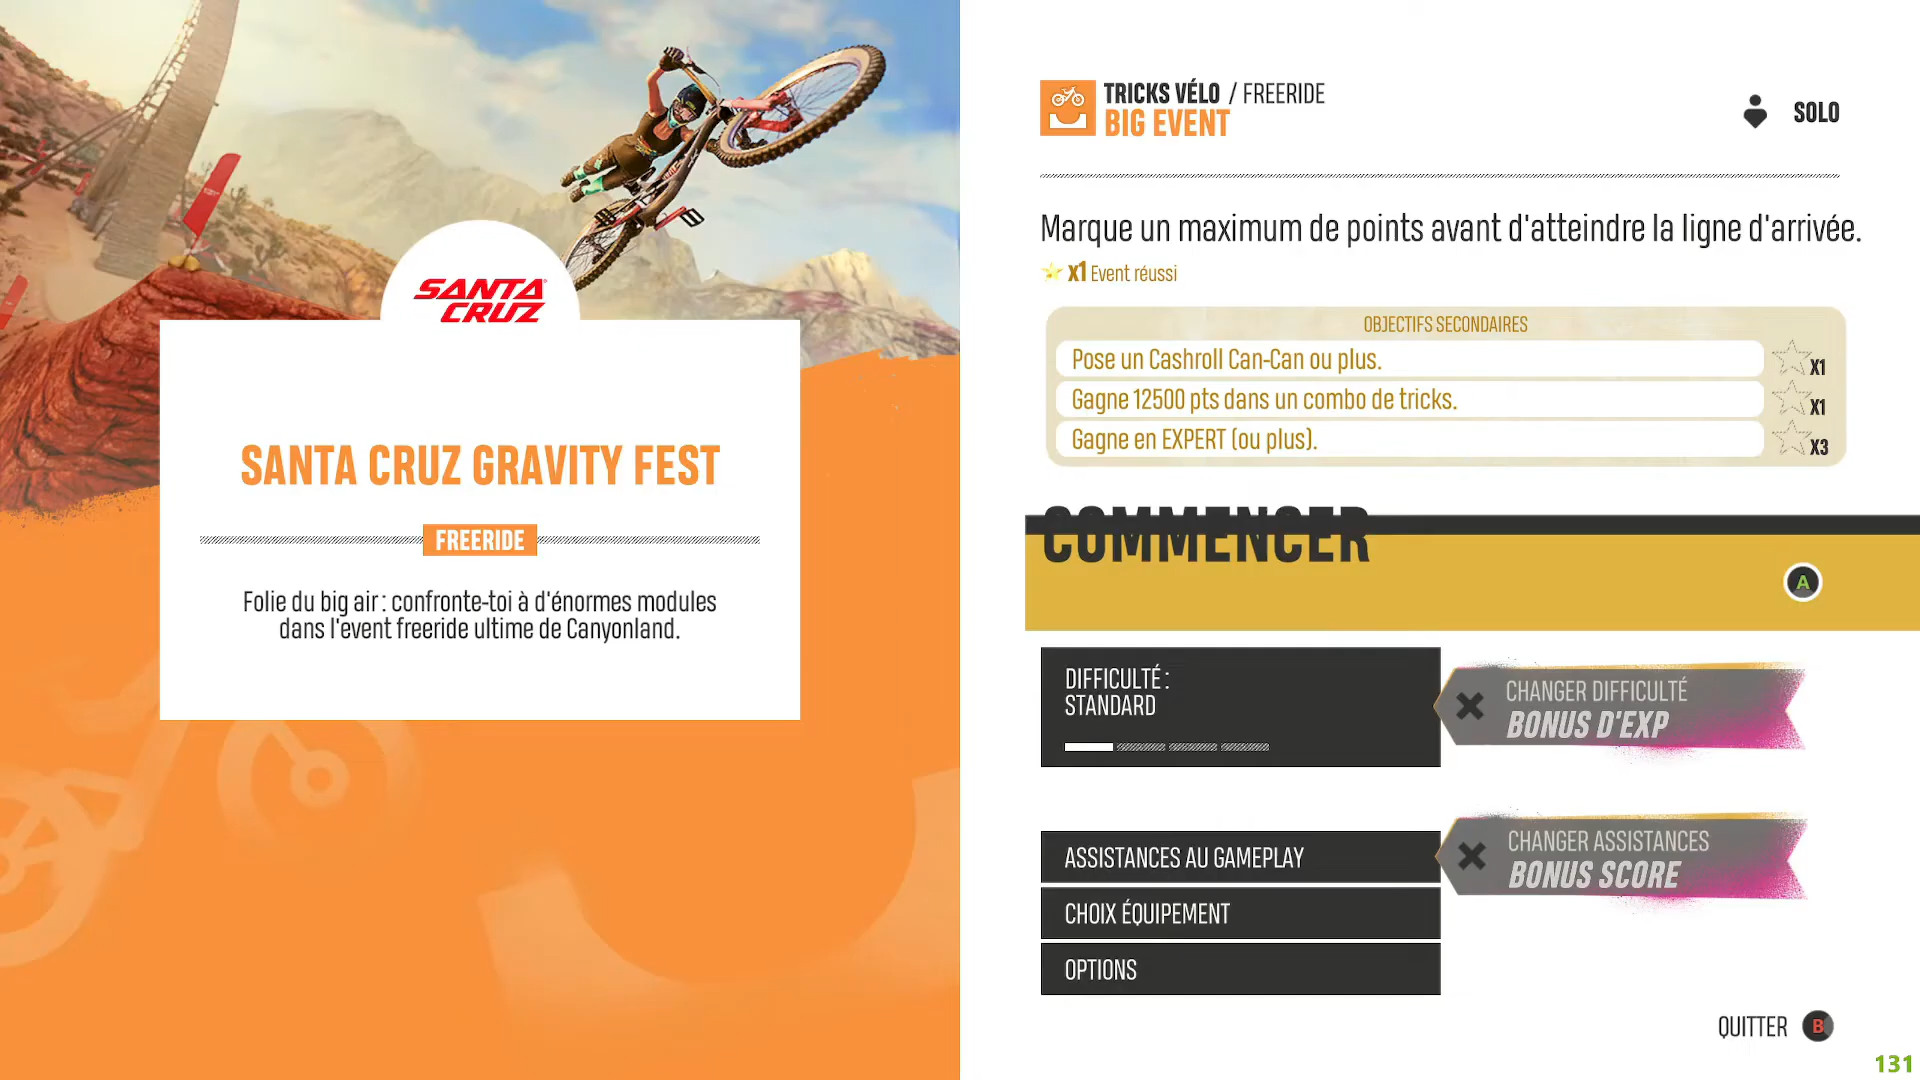 SANTA
CRUZ
SANTA CRUZ GRAVITY FEST
FREERIDE
Folie du big air : confronte-toi à d'énormes modules
dans l'event freeride ultime de Canyonland.
TRICKS VÉLO / FREERIDE
BIG EVENT
SOLO
Marque un maximum de points avant d'atteindre la ligne d'arrivée.
x1 Event réussi
OBJECTIFS SECONDAIRES
Pose un Cashroll Can-Can ou plus. X1
Gagne 12500 pts dans un combo de tricks. X1
Gagne en EXPERT (ou plus). X3
COMMENCER
A
DIFFICULTÉ :
STANDARD
CHANGER DIFFICULTÉ
BONUS D'EXP
ASSISTANCES AU GAMEPLAY
CHANGER ASSISTANCES
BONUS SCORE
CHOIX ÉQUIPEMENT
OPTIONS
QUITTER B
131